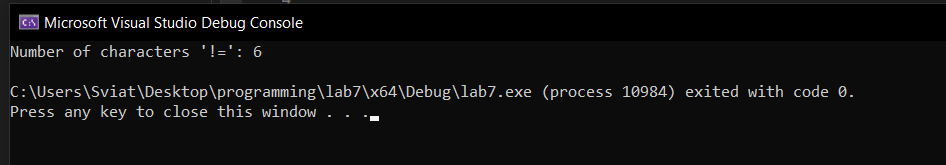 Microsoft Visual Studio Debug Console
Number of characters '!=': 6
C:\Users\Sviat\Desktop\programming\lab7\x64\Debug\lab7.exe (process 10984) exited with code 0.
Press any key to close this window . . .